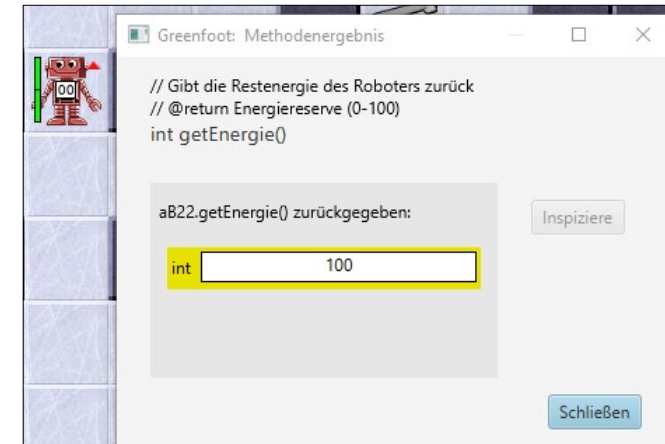 Greenfoot: Methodenergebnis
// Gibt die Restenergie des Roboters zurück
// @return Energiereserve (0-100)
int getEnergie()
aB22.getEnergie() zurückgegeben:
Inspiziere
int 100
Schließen